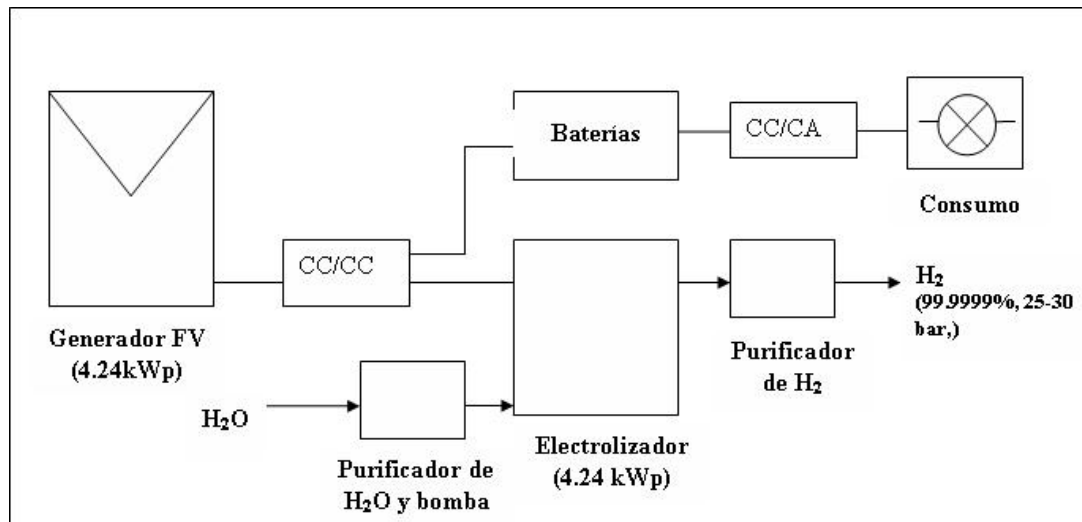 Baterías
CC/CA
Consumo
CC/CC
Generador FV
(4.24kWp)
H₂O
Purificador de
H₂O y bomba
Electrolizador
(4.24 kWp)
Purificador
de H₂
H₂
(99.9999%, 25-30
bar,)